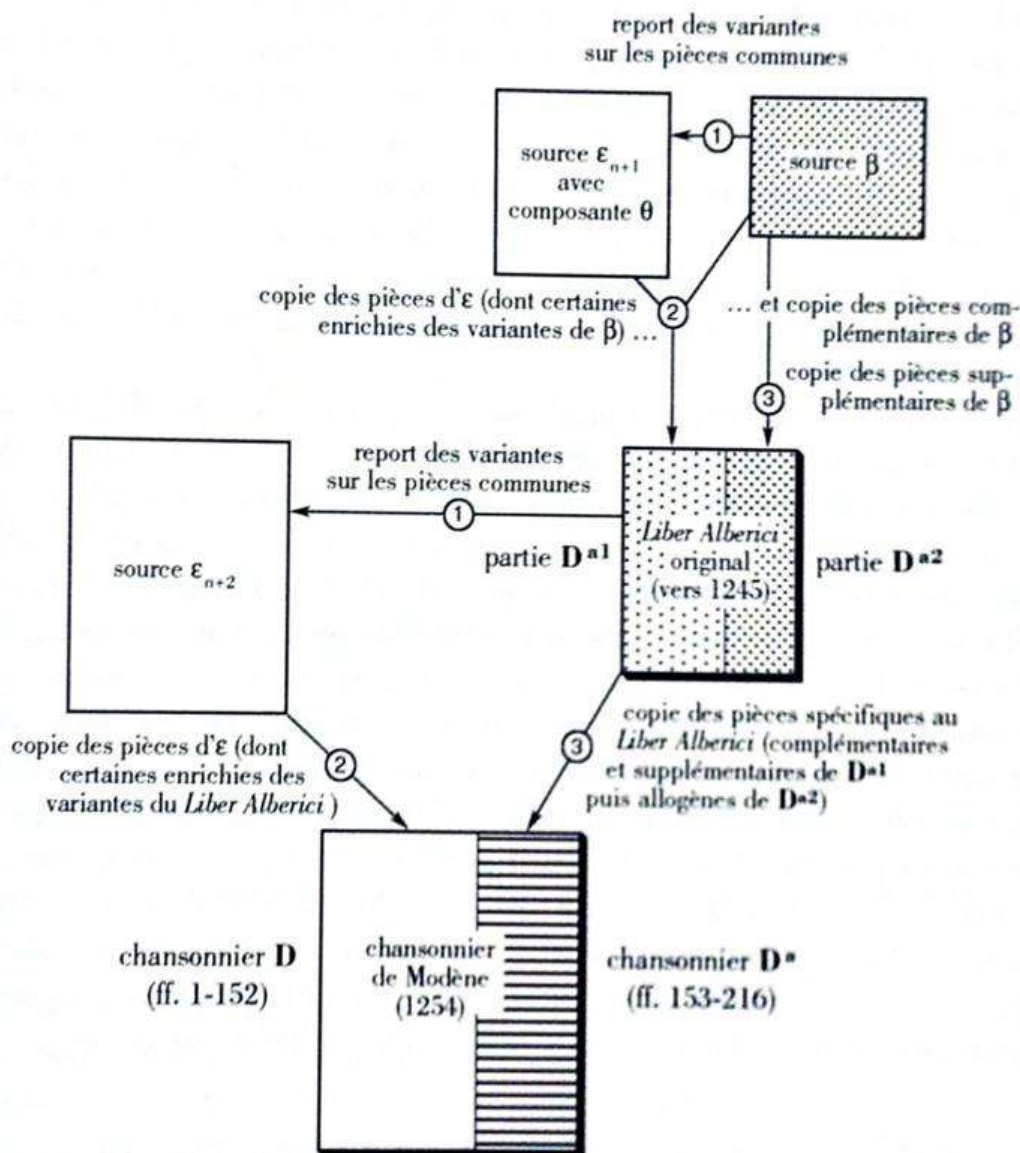 report des variantes
sur les pièces communes
source ε_{n+1}
avec
composante θ
1
source β
copie des pièces d'ε (dont certaines
enrichies des variantes de β) ...
2
... et copie des pièces com-
plémentaires de β
copie des pièces sup-
plémentaires de β
3
report des variantes
sur les pièces communes
1
source ε_{n+2}
partie D^{a1}
Liber Alberici
original
(vers 1245)
partie D^{a2}
copie des pièces d'ε (dont
certaines enrichies des
variantes du Liber Alberici )
2
3
copie des pièces spécifiques au
Liber Alberici (complémentaires
et supplémentaires de D^{a1}
puis allogènes de D^{a2})
chansonnier D
(ff. 1-152)
chansonnier
de Modène
(1254)
chansonnier D^{a}
(ff. 153-216)